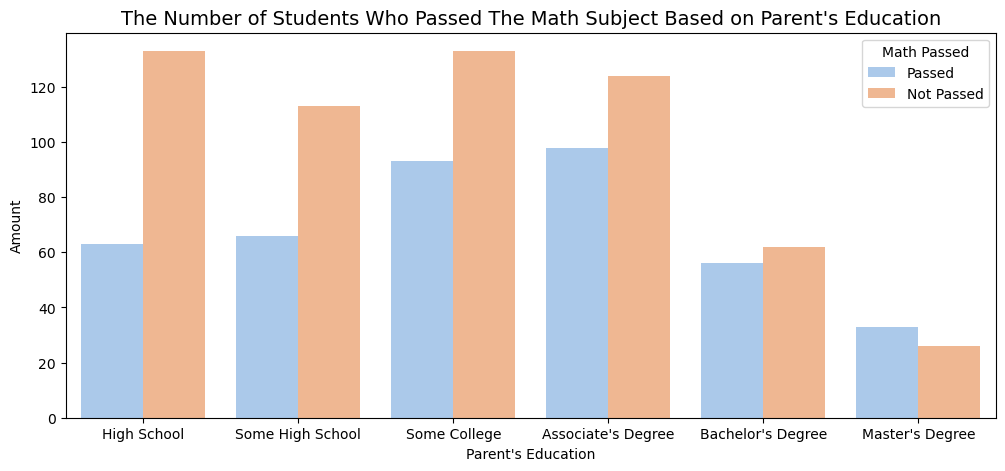 The Number of Students Who Passed The Math Subject Based on Parent's Education
Math Passed
Passed
Not Passed
Amount
120
100
80
60
40
20
0
High School
Some High School
Some College
Associate's Degree
Bachelor's Degree
Master's Degree
Parent's Education